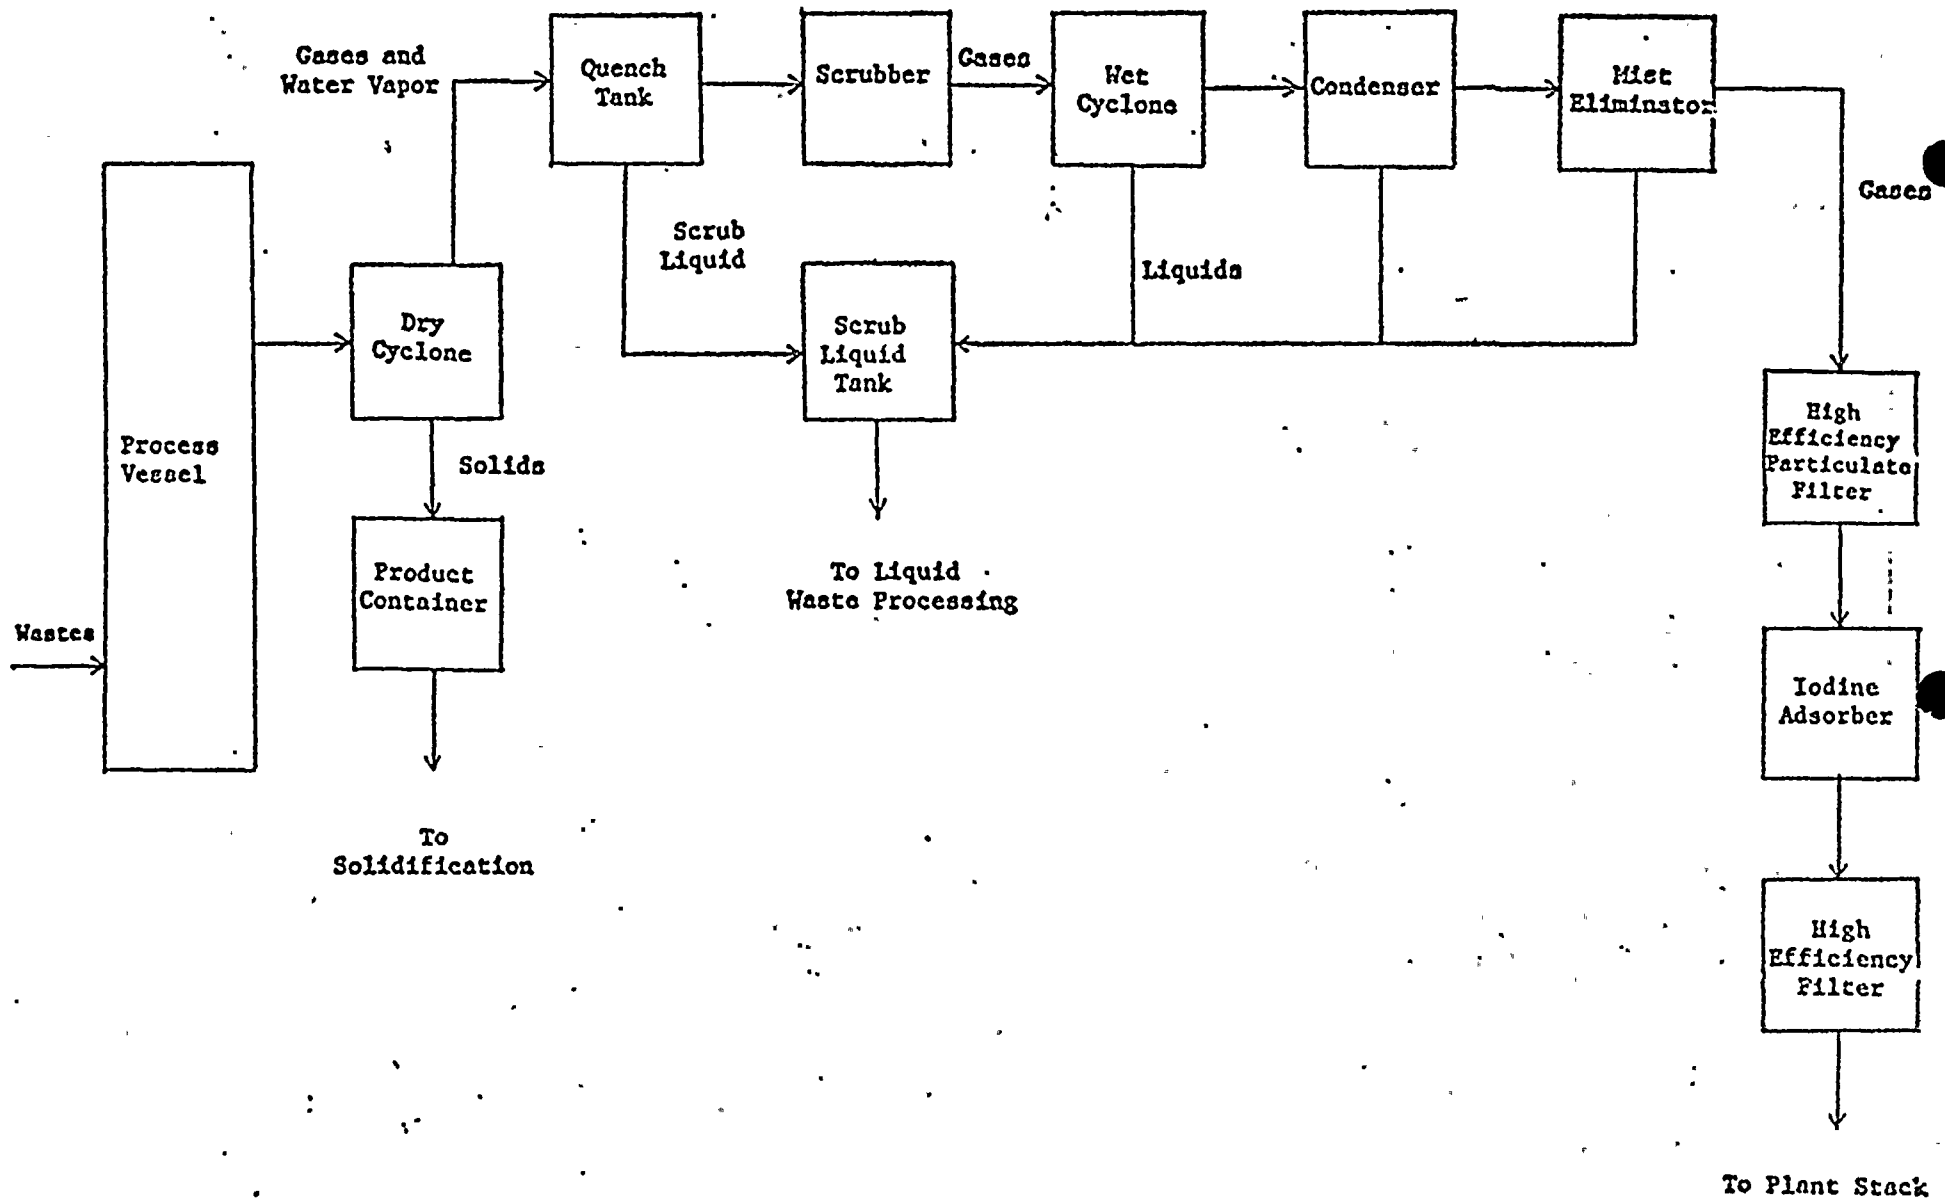 Gases and
Water Vapor
Quench
Tank
Scrubber
Gases
Wet
Cyclone
Condenser
Mist
Eliminator
Gases
Scrub
Liquid
Liquids
Dry
Cyclone
Scrub
Liquid
Tank
Process
Vessel
Solids
High
Efficiency
Particulate
Filter
Product
Container
To Liquid
Waste Processing
Wastes
Iodine
Adsorber
To
Solidification
High
Efficiency
Filter
To Plant Stack